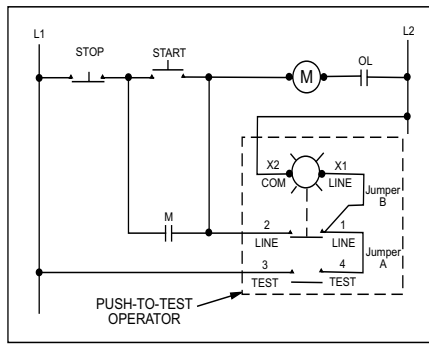 L1
L2
STOP
START
OL
M
X2
X1
COM
LINE
Jumper
B
M
2
1
LINE
LINE
Jumper
A
3
4
TEST
TEST
PUSH-TO-TEST
OPERATOR